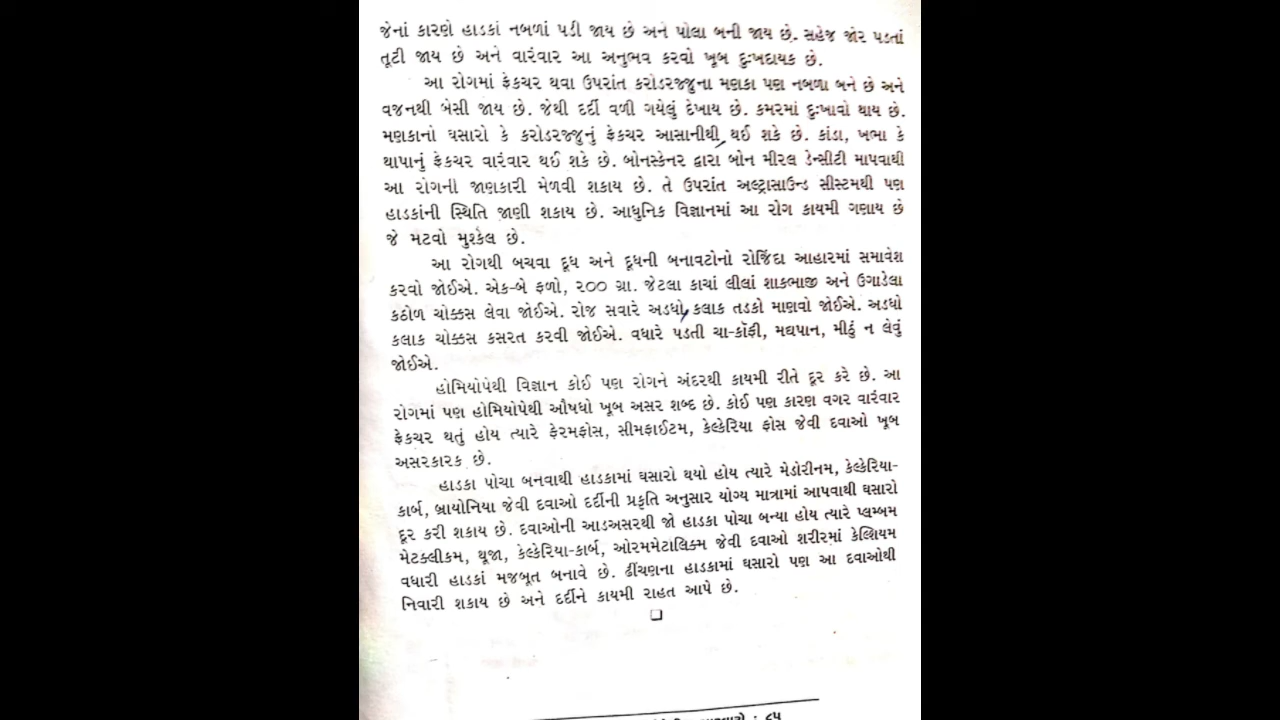 જેનાં કારણે હાડકાં નબળાં પડી જાય છે અને પોલા બની જાય છે. સહેજ જોર પડતાં
તૂટી જાય છે અને વારંવાર આ અનુભવ કરવો ખૂબ દુઃખદાયક છે.
આ રોગમાં ફ્રેકચર થવા ઉપરાંત કરોડરજ્જુના મણકા પણ નબળા બને છે અને
વજનથી બેસી જાય છે. જેથી દર્દી વળી ગયેલું દેખાય છે. કમરમાં દુઃખાવો થાય છે.
મણકાનો ઘસારો કે કરોડરજ્જુનું ફ્રેકચર આસાનીથી થઈ શકે છે. કાંડા, ખભા કે
થાપાનું ફ્રેકચર વારંવાર થઈ શકે છે. બોનસ્કેનર દ્વારા બોન મીરલ ડેન્સીટી માપવાથી
આ રોગની જાણકારી મેળવી શકાય છે. તે ઉપરાંત અલ્ટ્રાસાઉન્ડ સીસ્ટમથી પણ
હાડકાંની સ્થિતિ જાણી શકાય છે. આધુનિક વિજ્ઞાનમાં આ રોગ કાયમી ગણાય છે
જે મટવો મુશ્કેલ છે.
આ રોગથી બચવા દૂધ અને દૂધની બનાવટોનો રોજિંદા આહારમાં સમાવેશ
કરવો જોઈએ. એક-બે ફળો, ૨૦૦ ગ્રા. જેટલા કાચાં લીલાં શાકભાજી અને ઉગાડેલા
કઠોળ ચોક્કસ લેવા જોઈએ. રોજ સવારે અડધો કલાક તડકો માણવો જોઈએ. અડધો
કલાક ચોક્કસ કસરત કરવી જોઈએ. વધારે પડતી ચા-કૉફી, મદ્યપાન, મીઠું ન લેવું
જોઈએ.
હોમિયોપેથી વિજ્ઞાન કોઈ પણ રોગને અંદરથી કાયમી રીતે દૂર કરે છે. આ
રોગમાં પણ હોમિયોપેથી ઔષધો ખૂબ અસર શબ્દ છે. કોઈ પણ કારણ વગર વારંવાર
ફ્રેકચર થતું હોય ત્યારે ફેરમફોસ, સીમફાઈટમ, કેલ્કેરિયા ફોસ જેવી દવાઓ ખૂબ
અસરકારક છે.
હાડકા પોચા બનવાથી હાડકામાં ઘસારો થયો હોય ત્યારે મેડોરીનમ, કેલ્કેરિયા-
કાર્બ, બ્રાયોનિયા જેવી દવાઓ દર્દીની પ્રકૃતિ અનુસાર યોગ્ય માત્રામાં આપવાથી ઘસારો
દૂર કરી શકાય છે. દવાઓની આડઅસરથી જો હાડકા પોચા બન્યા હોય ત્યારે પ્લમ્બમ
મેટક્લીકમ, થૂજા, કેલ્કેરિયા-કાર્બ, ઓરમમેટાલિક્મ જેવી દવાઓ શરીરમાં કેલ્શિયમ
વધારી હાડકાં મજબૂત બનાવે છે. ઢીંચણના હાડકામાં ઘસારો પણ આ દવાઓથી
નિવારી શકાય છે અને દર્દીને કાયમી રાહત આપે છે.
: ૯૫